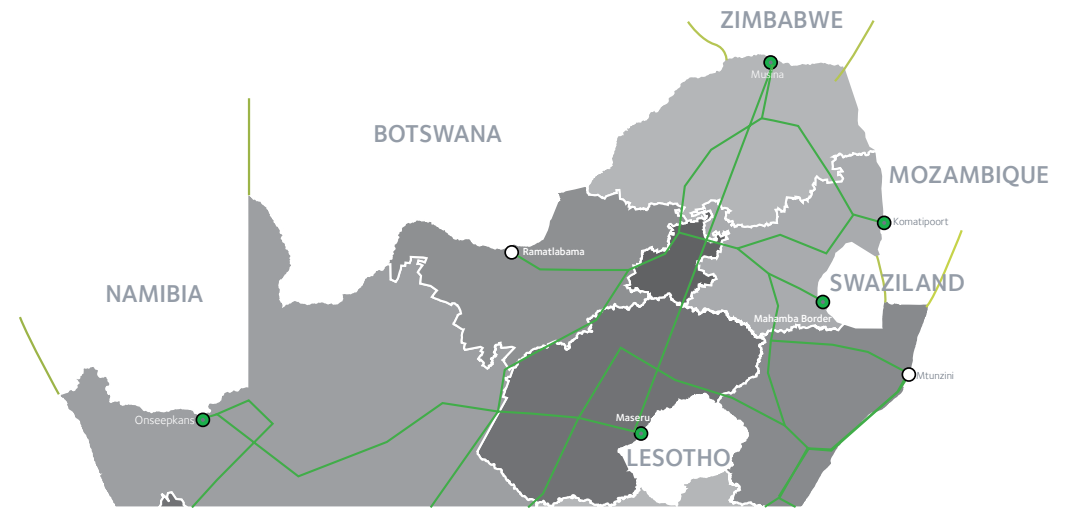 ZIMBABWE
Musina
BOTSWANA
MOZAMBIQUE
Komatipoort
Ramatlabama
NAMIBIA
SWAZILAND
Mahamba Border
Mtunzini
Onseepkans
Maseru
LESOTHO